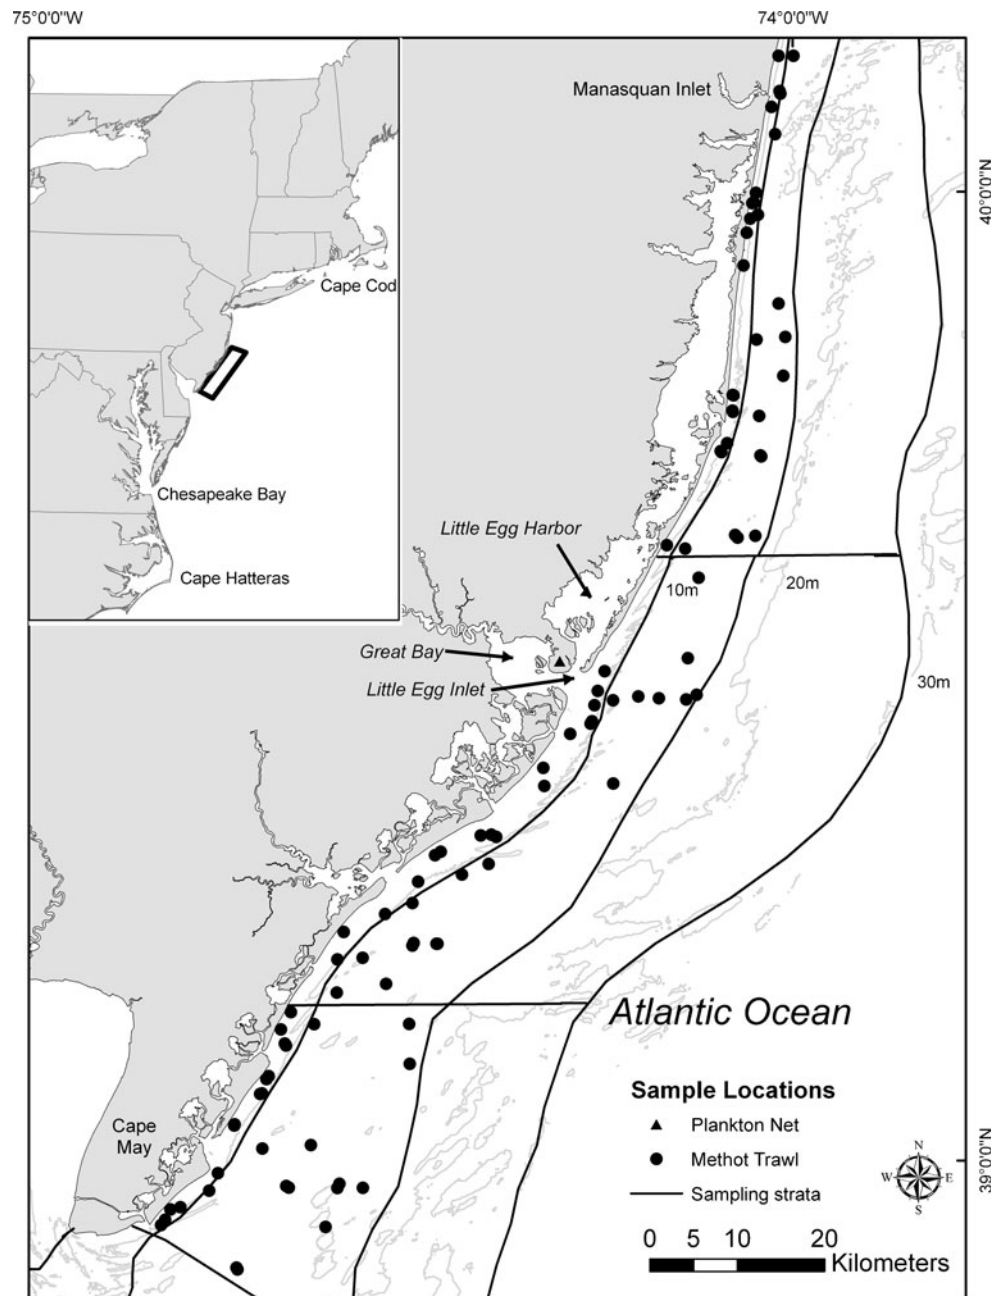 75°0'0"W
74°0'0"W
Manasquan Inlet
40°0'0"N
Cape Cod
Chesapeake Bay
Cape Hatteras
Little Egg Harbor
10m
20m
Great Bay
Little Egg Inlet
30m
Atlantic Ocean
Sample Locations
Plankton Net
Methot Trawl
Sampling strata
Cape
May
39°0'0"N
N
W
E
S
0 5 10 20
Kilometers